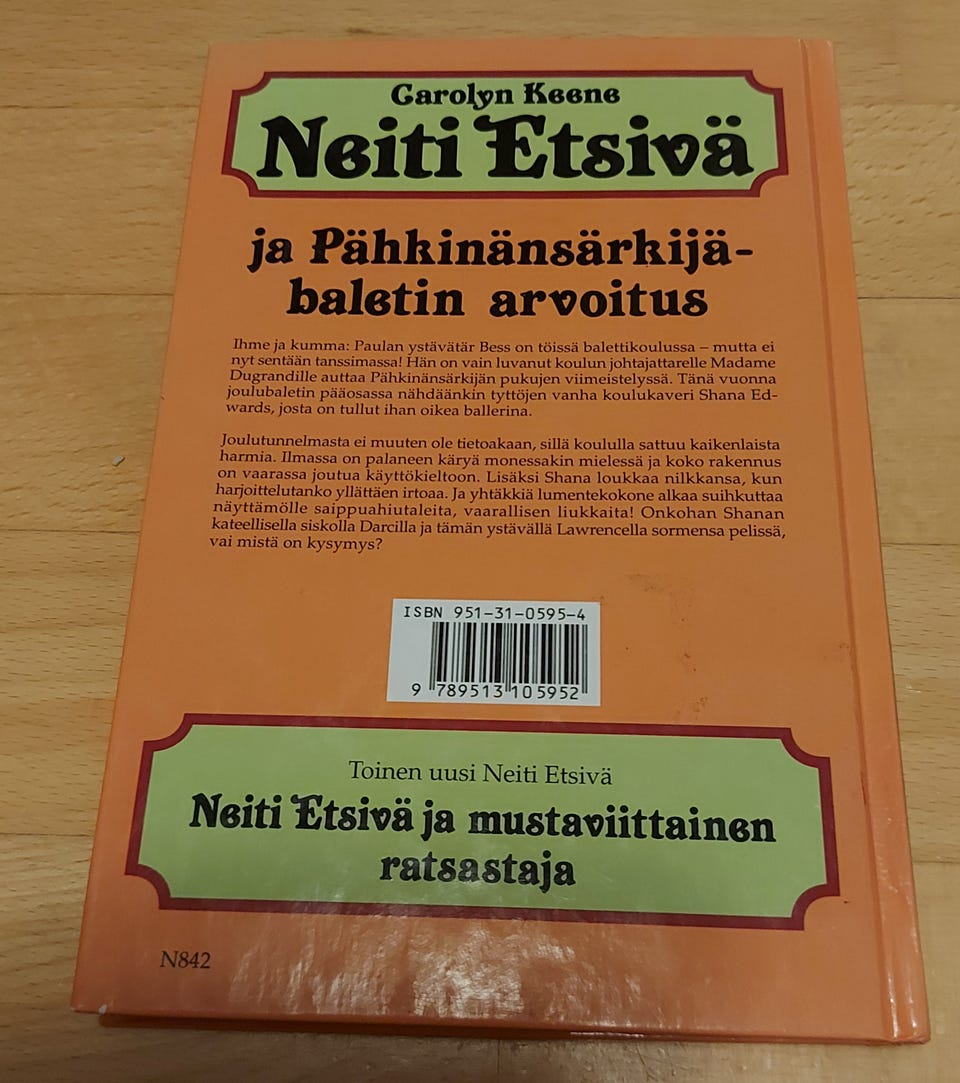 Carolyn Keene
Neiti Etsivä
ja Pähkinänsärkijä-
baletin arvoitus
Ihme ja kumma: Paulan ystävätär Bess on töissä balettikoulussa – mutta ei
nyt sentään tanssimassa! Hän on vain luvanut koulun johtajattarelle Madame
Dugrandille auttaa Pähkinänsärkijän pukujen viimeistelyssä. Tänä vuonna
joulubaletin pääosassa nähdäänkin tyttöjen vanha koulukaveri Shana Ed-
wards, josta on tullut ihan oikea ballerina.
Joulutunnelmasta ei muuten ole tietoakaan, sillä koululla sattuu kaikenlaista
harmia. Ilmassa on palaneen käryä monessakin mielessä ja koko rakennus
on vaarassa joutua käyttökieltoon. Lisäksi Shana loukkaa nilkkansa, kun
harjoittelutanko yllättäen irtoaa. Ja yhtäkkiä lumentekokone alkaa suihkuttaa
näyttämölle saippuahiutaleita, vaarallisen liukkaita! Onkohan Shanan
kateellisella siskolla Darcilla ja tämän ystävällä Lawrencella sormensa pelissä,
vai mistä on kysymys?
ISBN 951-31-0595-4
9 789513 105952
Toinen uusi Neiti Etsivä
Neiti Etsivä ja mustaviittainen
ratsastaja
N842